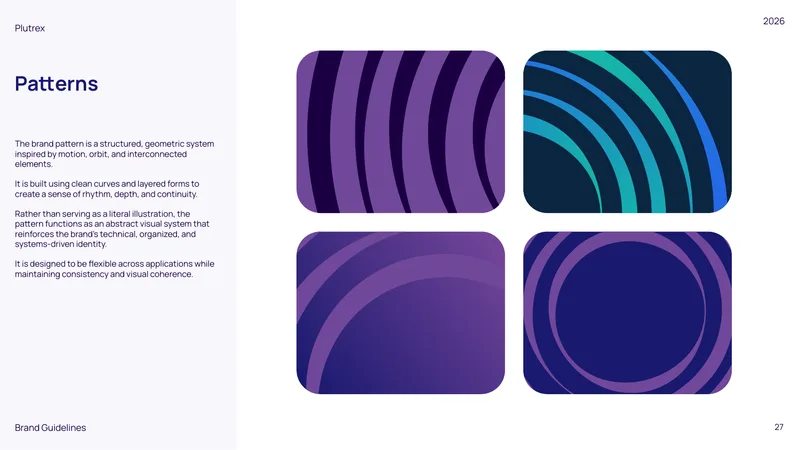 Plutrex
2026
Patterns
The brand pattern is a structured, geometric system
inspired by motion, orbit, and interconnected
elements.
It is built using clean curves and layered forms to
create a sense of rhythm, depth, and continuity.
Rather than serving as a literal illustration, the
pattern functions as an abstract visual system that
reinforces the brand's technical, organized, and
systems-driven identity.
It is designed to be flexible across applications while
maintaining consistency and visual coherence.
Brand Guidelines
27